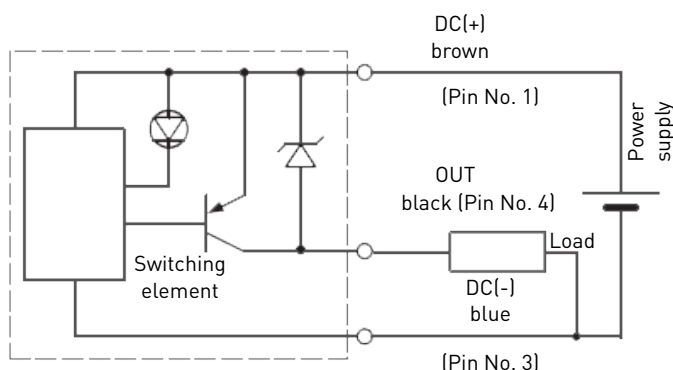 DC(+)
brown
(Pin No. 1)
Power
supply
OUT
black (Pin No. 4)
Load
Switching
element
DC(-)
blue
(Pin No. 3)